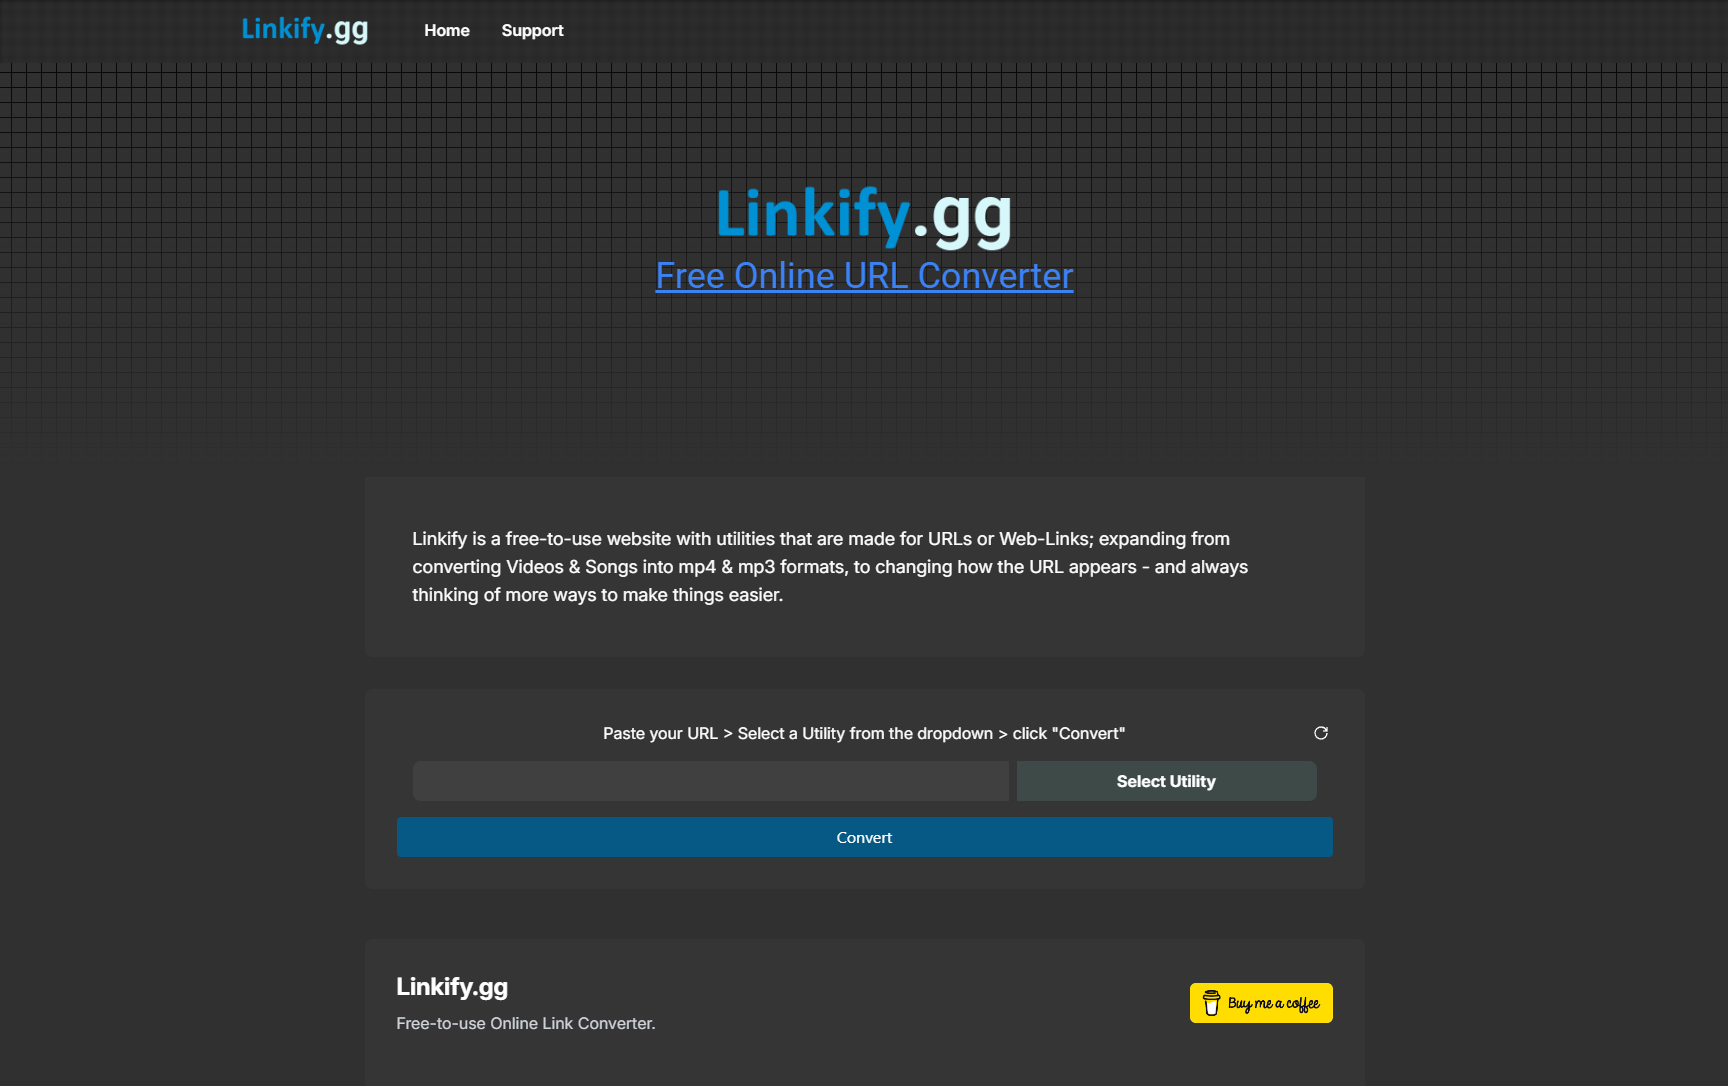 Linkify.gg
Home
Support
Linkify.gg
Free Online URL Converter
Linkify is a free-to-use website with utilities that are made for URLs or Web-Links; expanding from
converting Videos & Songs into mp4 & mp3 formats, to changing how the URL appears - and always
thinking of more ways to make things easier.
Paste your URL > Select a Utility from the dropdown > click "Convert"
Select Utility
Convert
Linkify.gg
Buy me a coffee
Free-to-use Online Link Converter.